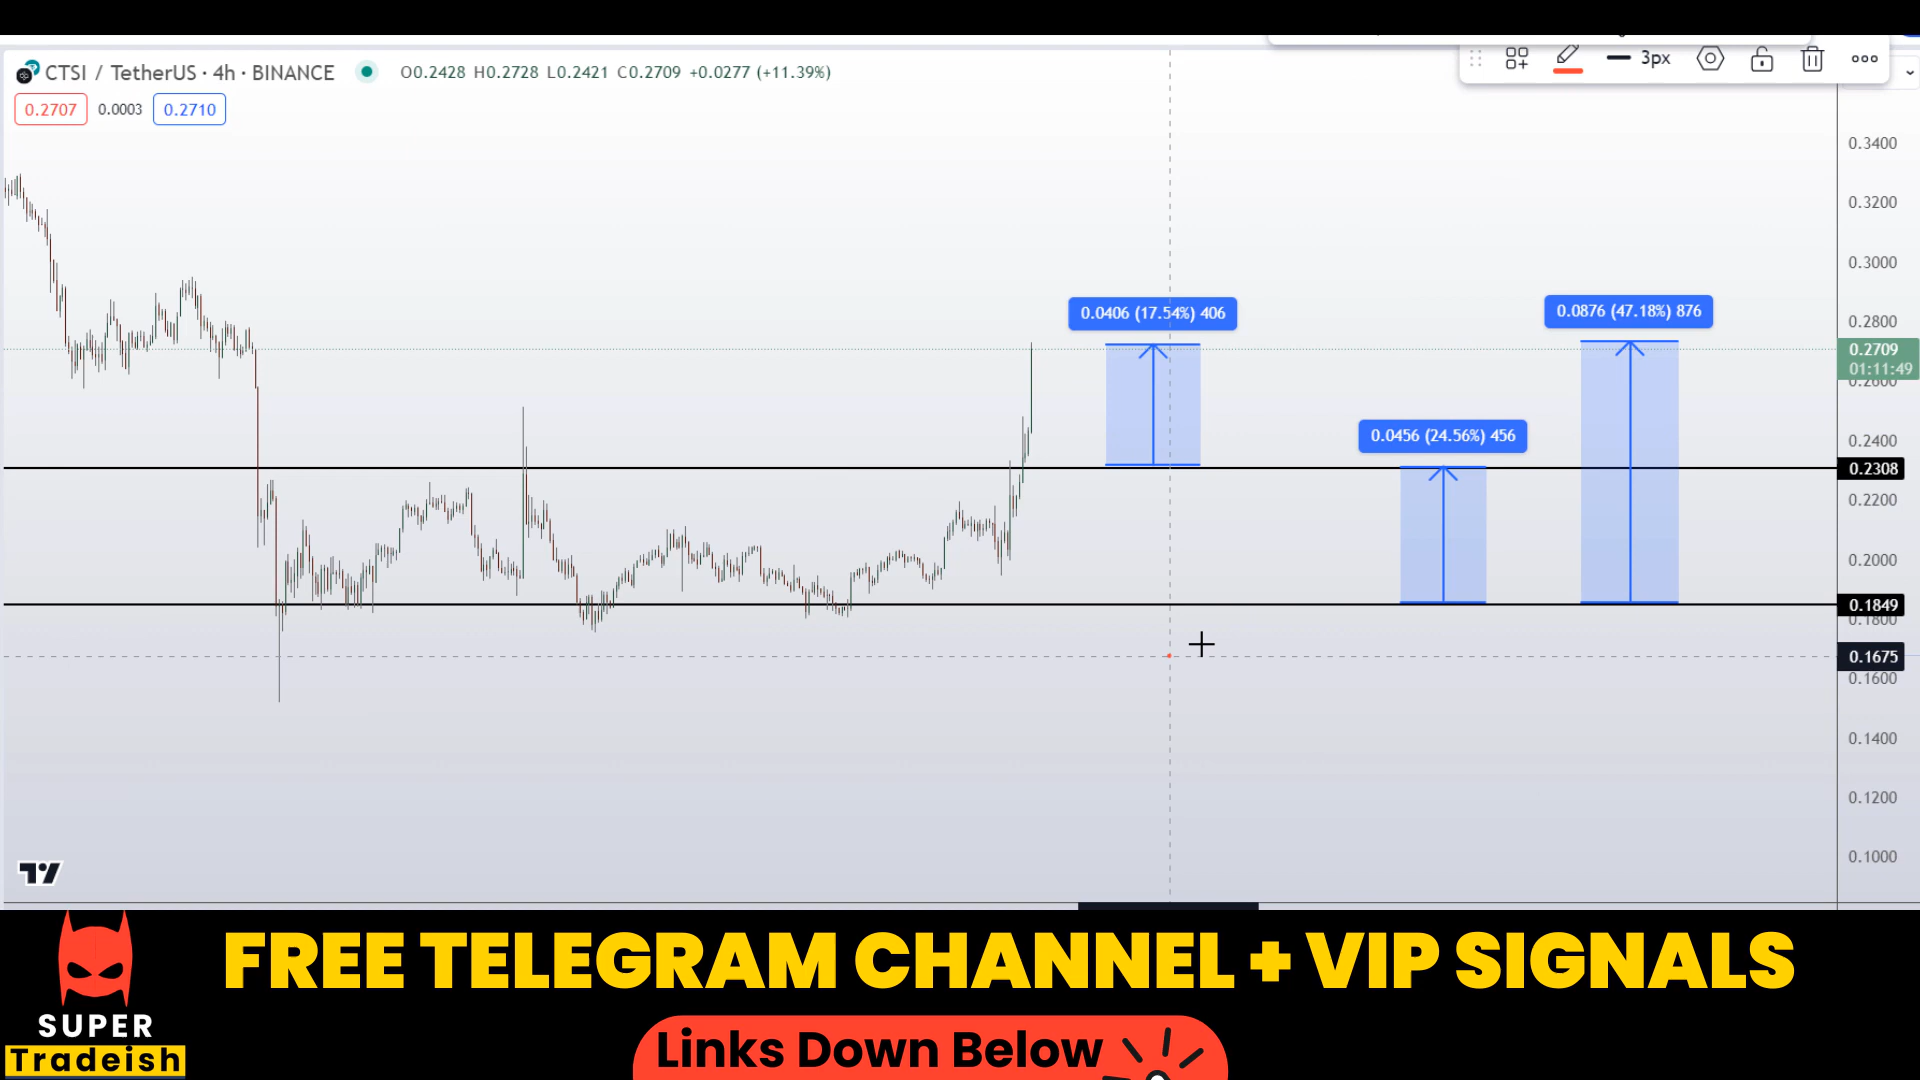 CTSI / TetherUS · 4h · BINANCE
O0.2428 H0.2728 L0.2421 C0.2709 +0.0277 (+11.39%)
3px
0.2707 0.0003 0.2710
0.3400
0.3200
0.3000
0.0406 (17.54%) 406
0.0876 (47.18%) 876
0.2800
0.2709
01:11:49
0.2600
0.0456 (24.56%) 456
0.2400
0.2308
0.2200
0.2000
0.1849
0.1800
0.1675
0.1600
0.1400
0.1200
0.1000
FREE TELEGRAM CHANNEL + VIP SIGNALS
SUPER
Tradeish
Links Down Below